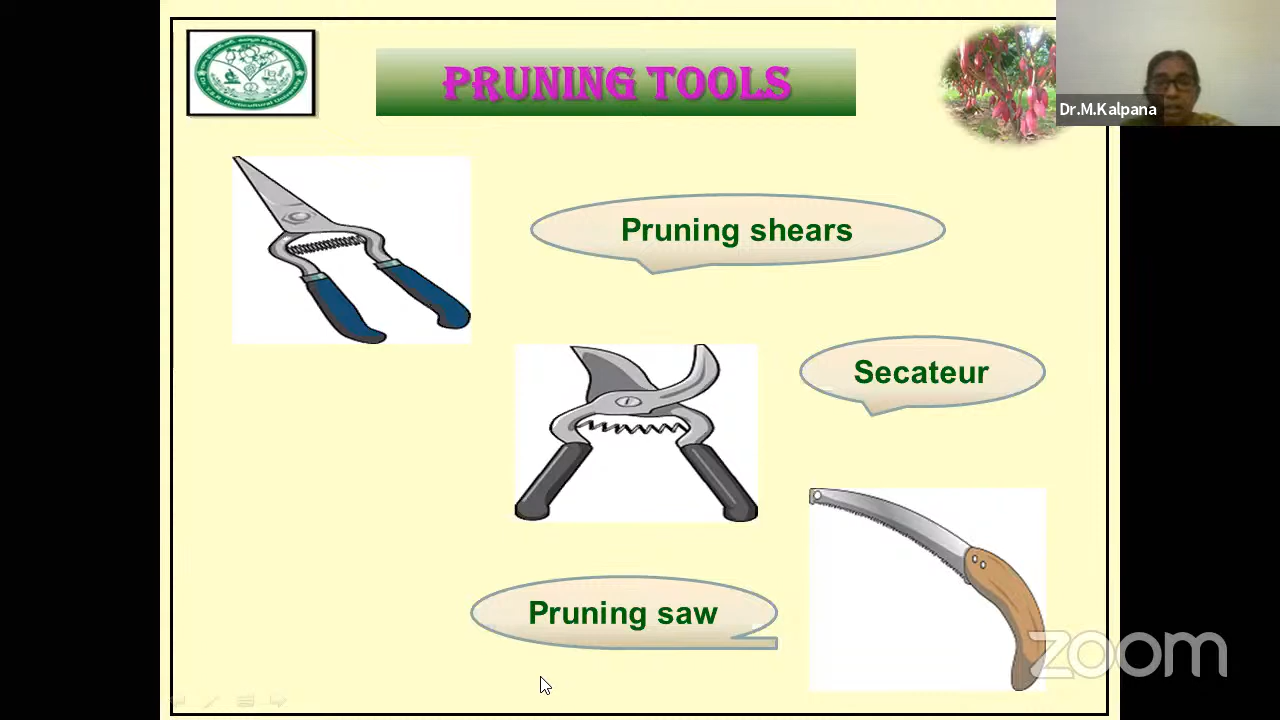 PRUNING TOOLS
Dr.M.Kalpana
Pruning shears
Secateur
Pruning saw
zoom